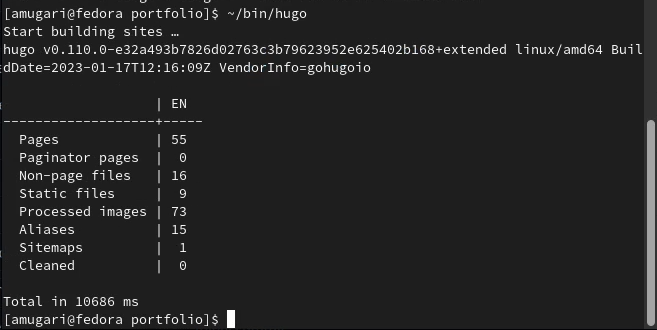 [amugari@fedora portfolio]$ ~/bin/hugo
Start building sites …
hugo v0.110.0-e32a493b7826d02763c3b79623952e625402b168+extended linux/amd64 Buil
dDate=2023-01-17T12:16:09Z VendorInfo=gohugoio

                   | EN
-------------------+-----
  Pages            | 55
  Paginator pages  |  0
  Non-page files   | 16
  Static files     |  9
  Processed images | 73
  Aliases          | 15
  Sitemaps         |  1
  Cleaned          |  0

Total in 10686 ms
[amugari@fedora portfolio]$